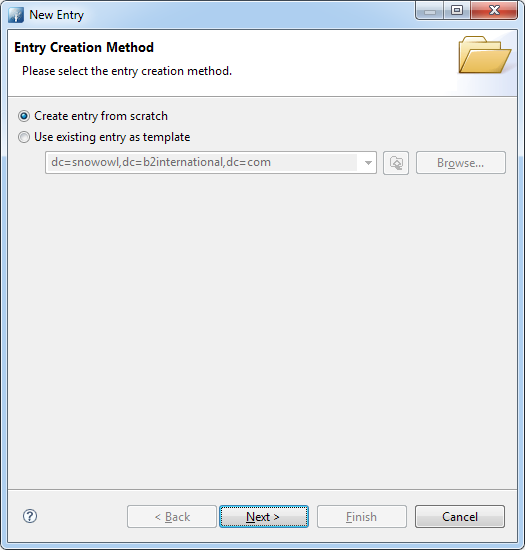 New Entry
Entry Creation Method
Please select the entry creation method.
Create entry from scratch
Use existing entry as template
dc=snowowl,dc=b2international,dc=com
Browse...
?
< Back
Next >
Finish
Cancel